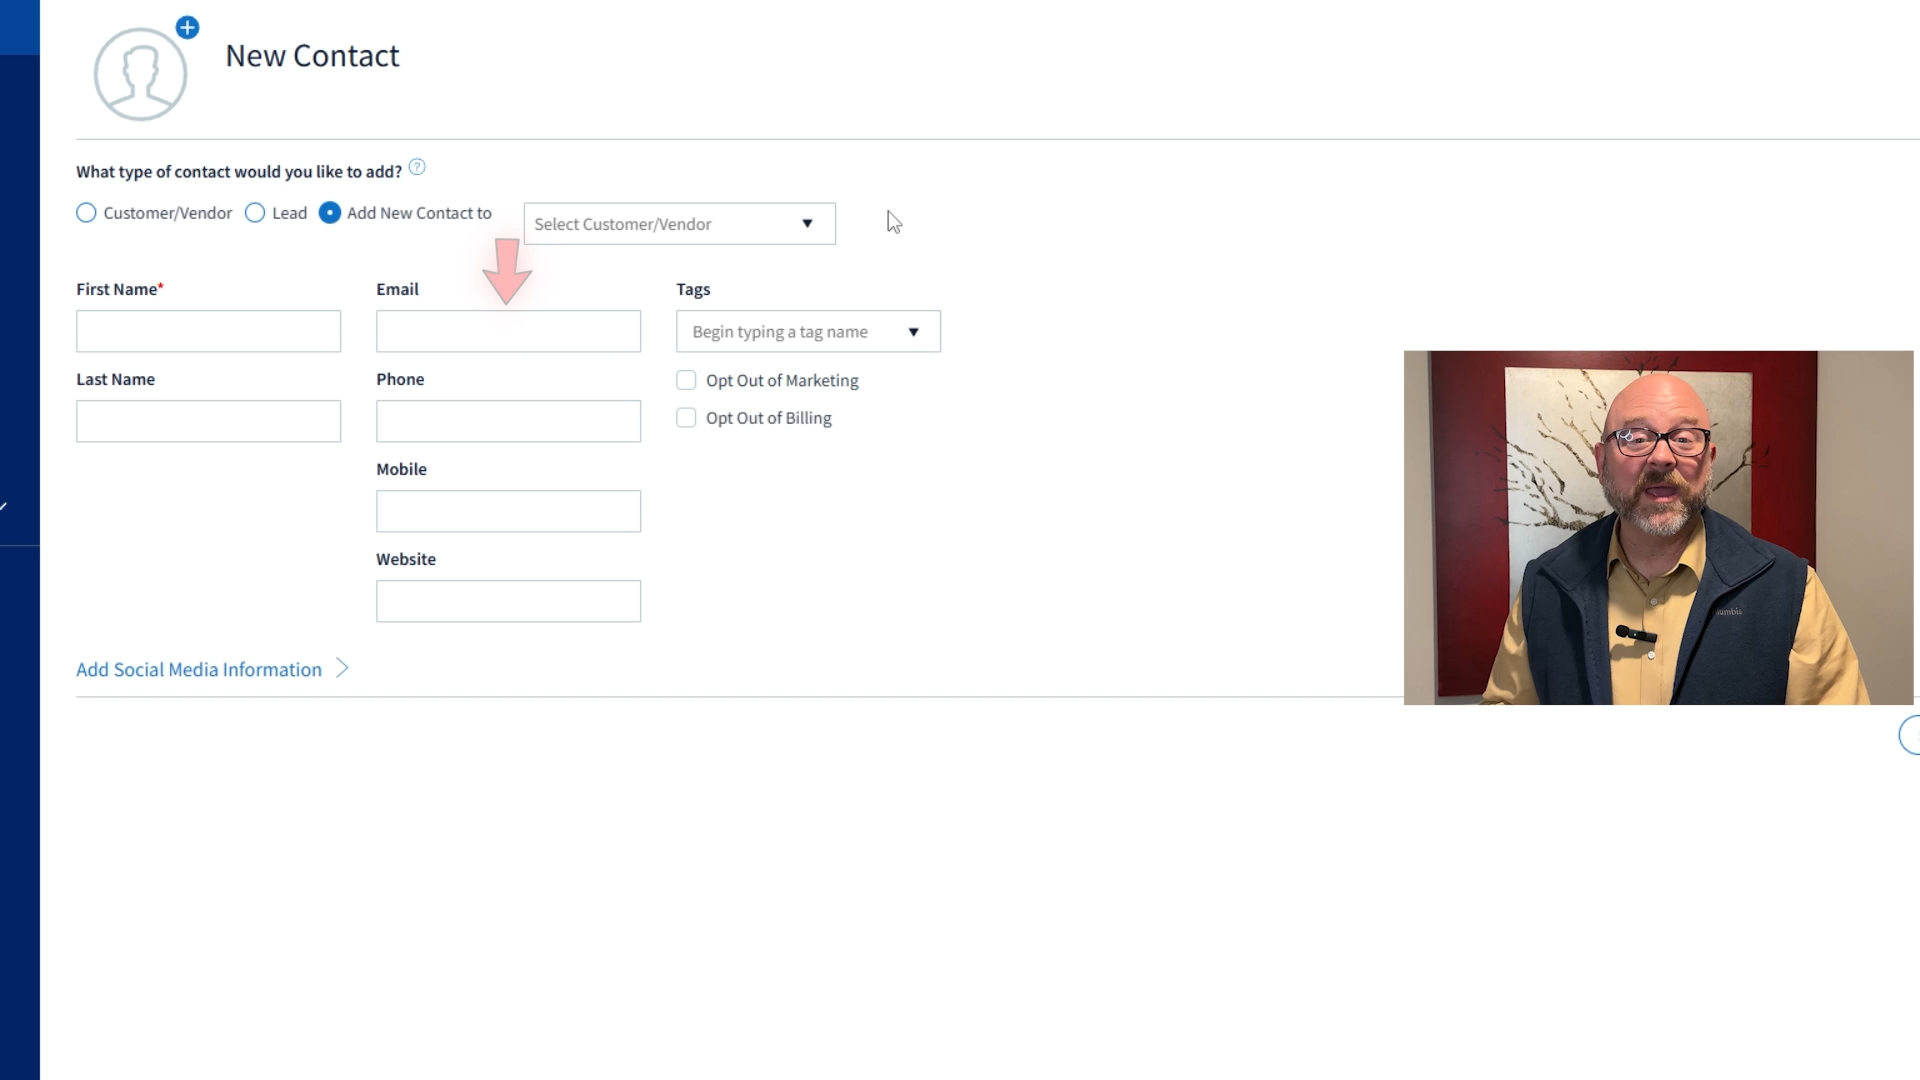 New Contact
What type of contact would you like to add? ?
Customer/Vendor Lead Add New Contact to Select Customer/Vendor
First Name* Email Tags
Begin typing a tag name
Last Name Phone Opt Out of Marketing
Opt Out of Billing
Mobile
Website
Add Social Media Information